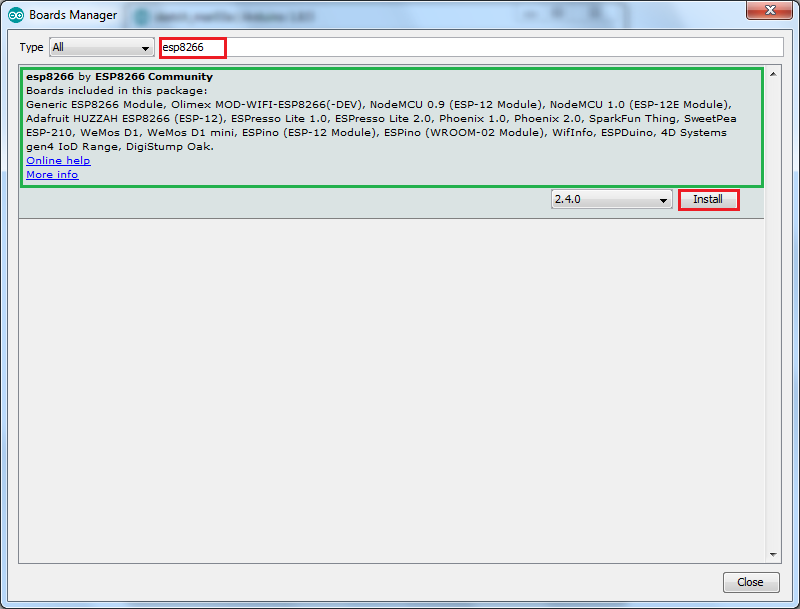 Boards Manager
Type All esp8266
esp8266 by ESP8266 Community
Boards included in this package:
Generic ESP8266 Module, Olimex MOD-WIFI-ESP8266(-DEV), NodeMCU 0.9 (ESP-12 Module), NodeMCU 1.0 (ESP-12E Module),
Adafruit HUZZAH ESP8266 (ESP-12), ESPresso Lite 1.0, ESPresso Lite 2.0, Phoenix 1.0, Phoenix 2.0, SparkFun Thing, SweetPea
ESP-210, WeMos D1, WeMos D1 mini, ESPino (ESP-12 Module), ESPino (WROOM-02 Module), WifInfo, ESPDuino, 4D Systems
gen4 IoD Range, DigiStump Oak.
Online help
More info
2.4.0 Install
Close